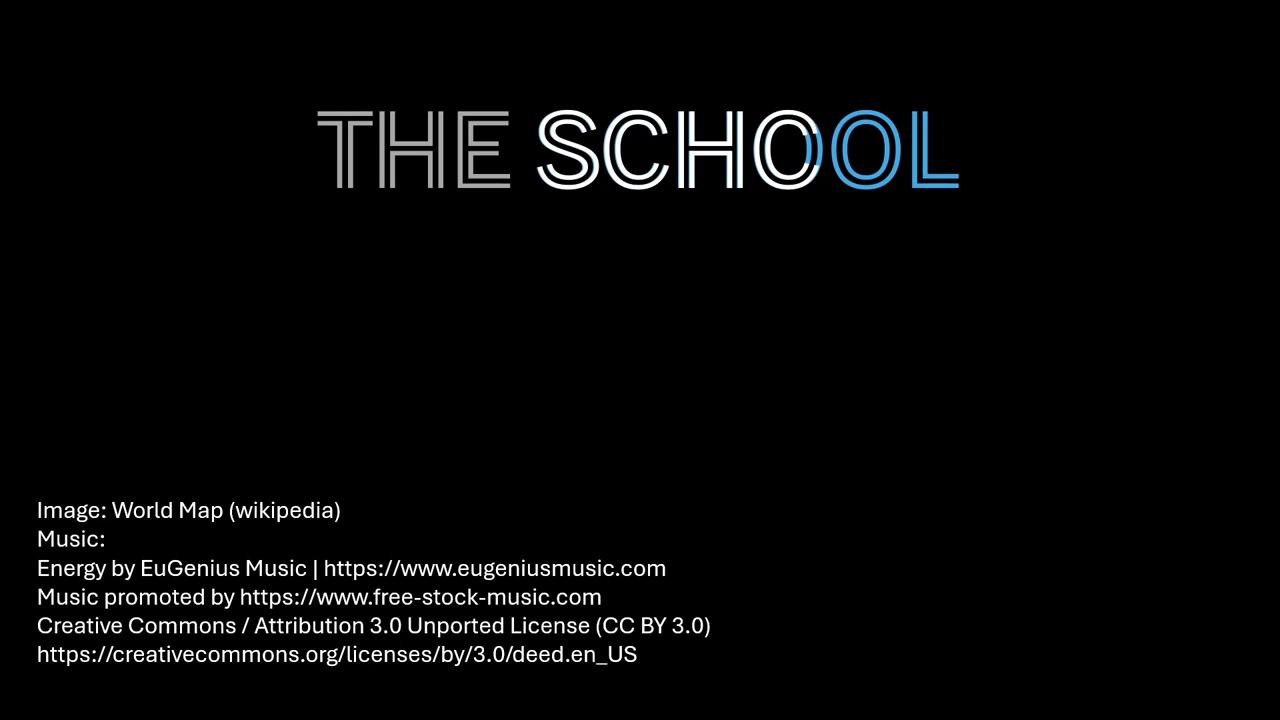 THE SCHOOL
Image: World Map (wikipedia)
Music:
Energy by EuGenius Music | https://www.eugeniusmusic.com
Music promoted by https://www.free-stock-music.com
Creative Commons / Attribution 3.0 Unported License (CC BY 3.0)
https://creativecommons.org/licenses/by/3.0/deed.en_US